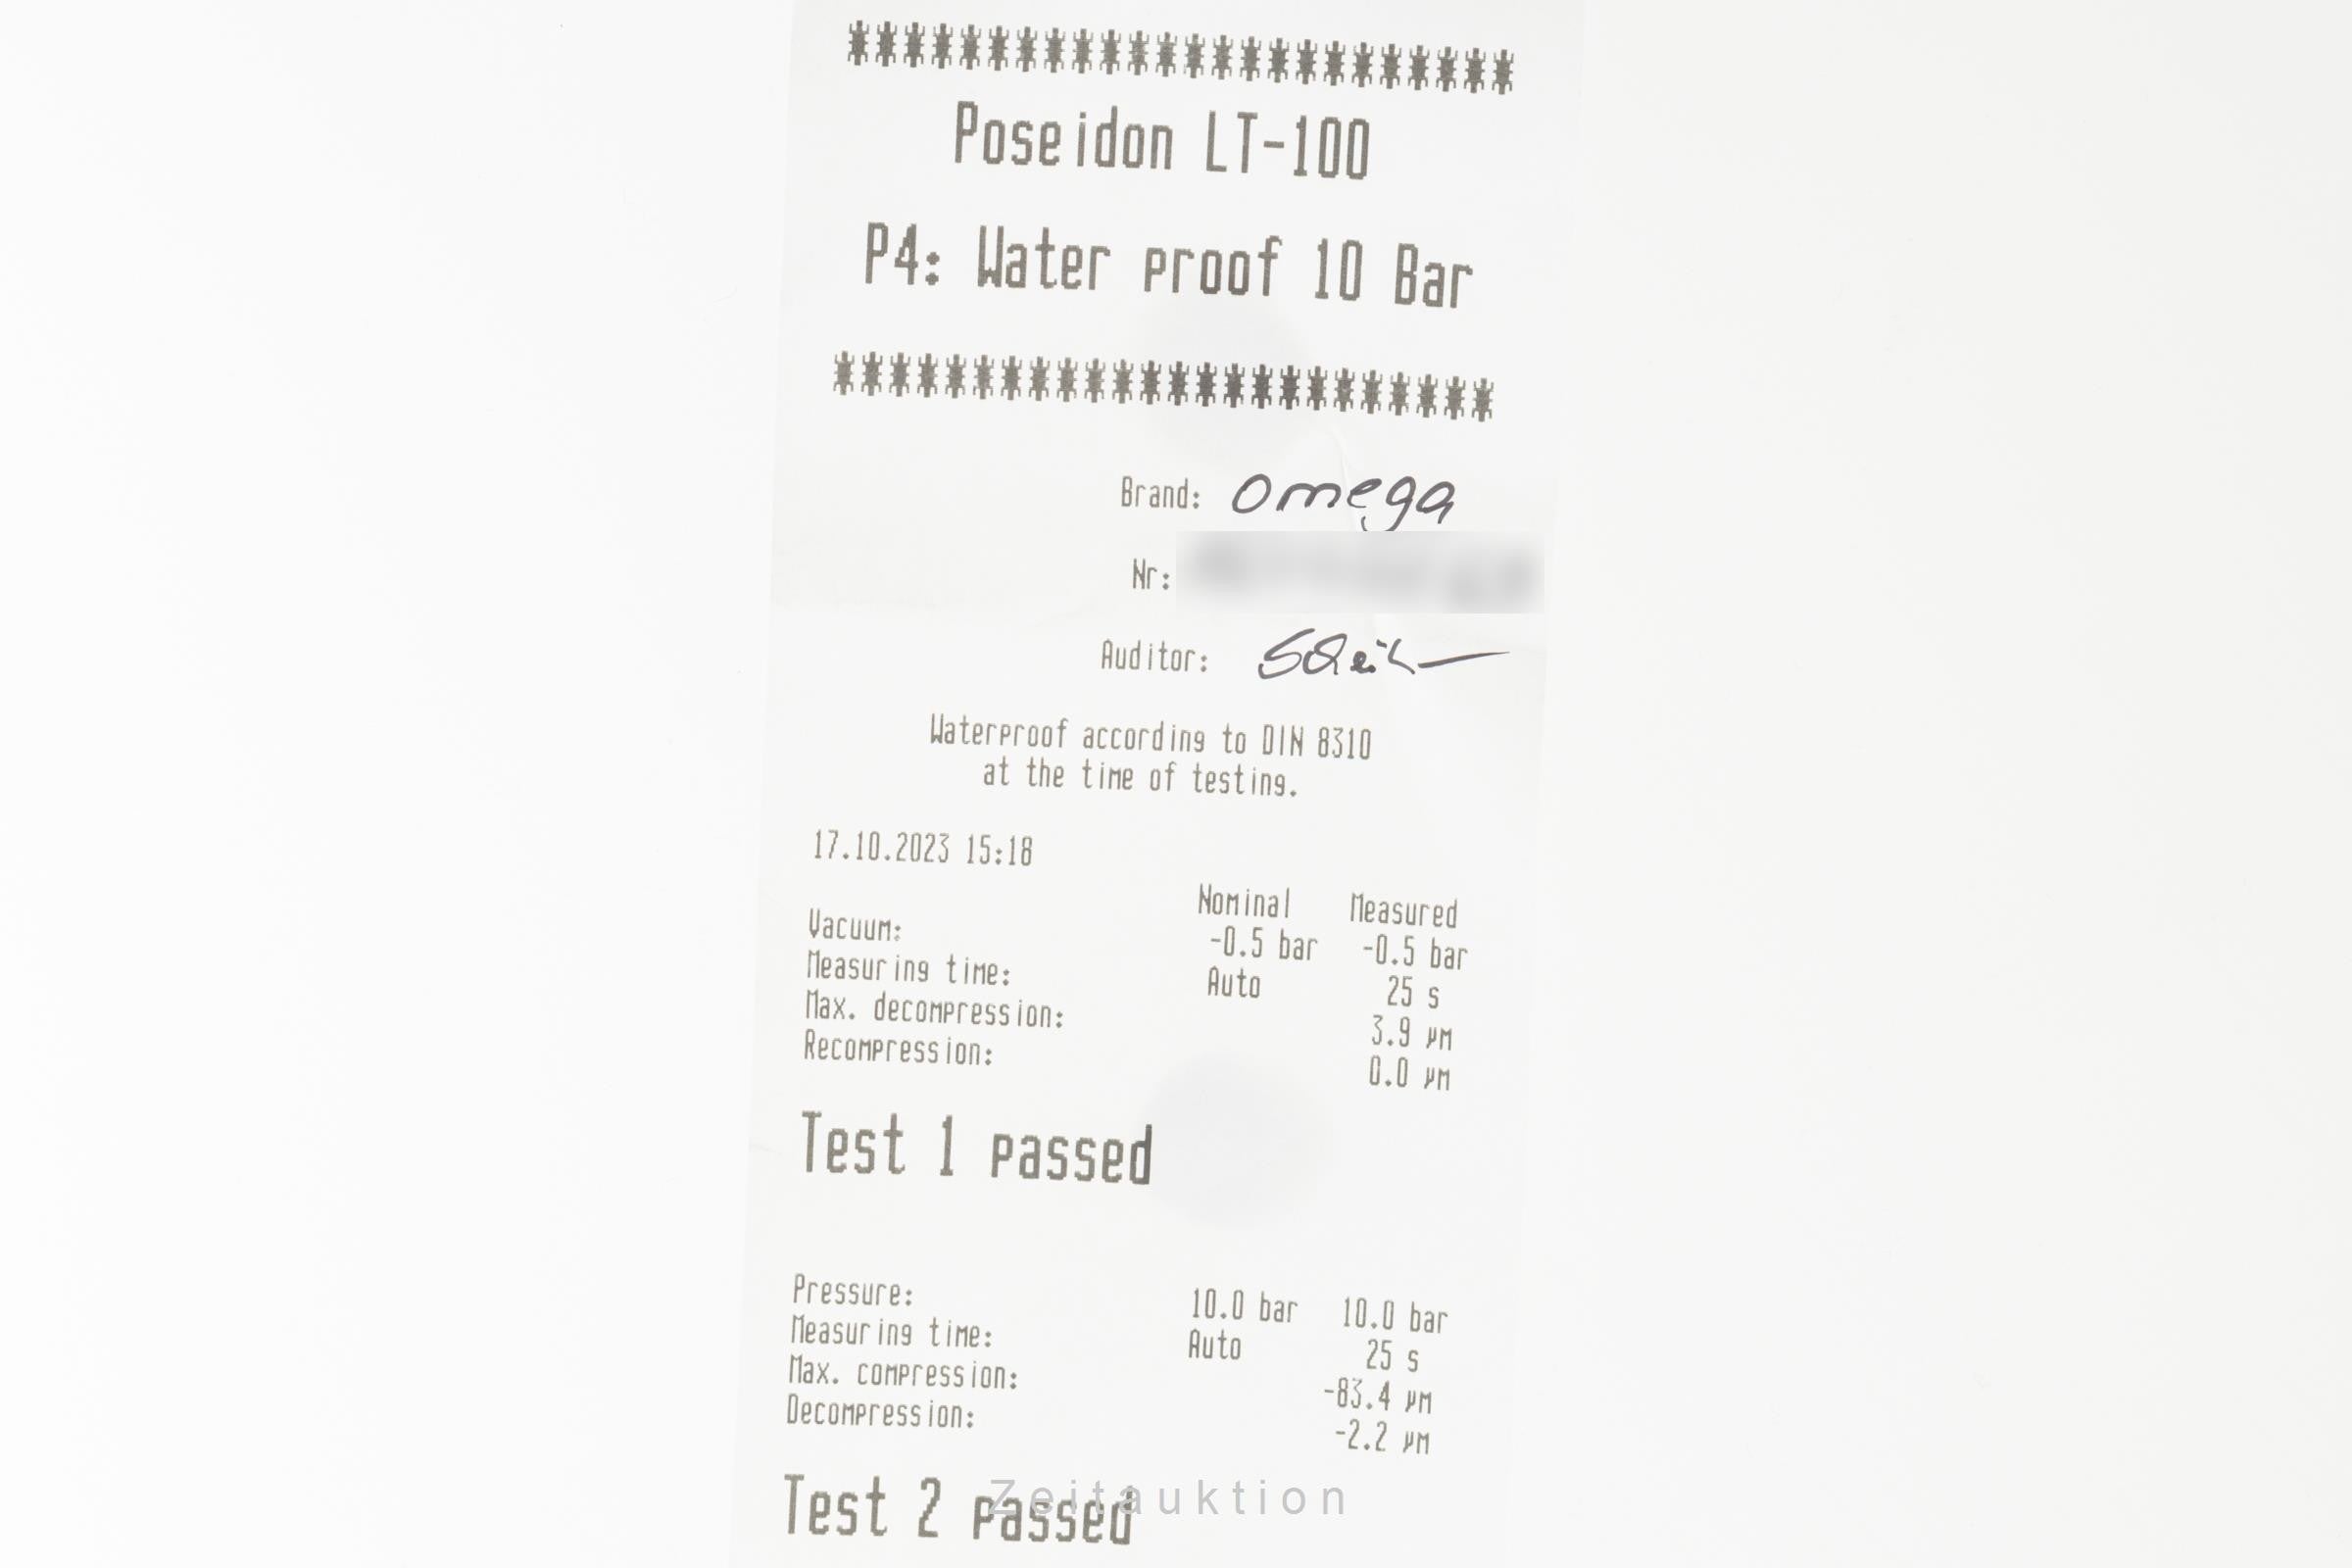 ************************
Poseidon LT-100
P4: Water proof 10 Bar
************************
Brand: Omega
Nr:
Auditor:
Waterproof according to DIN 8310
at the time of testing.
17.10.2023 15:18
Nominal Measured
Vacuum: -0.5 bar -0.5 bar
Measuring time: Auto 25 s
Max. decompression: 3.9 µm
Recompression: 0.0 µm
Test 1 passed
Pressure: 10.0 bar 10.0 bar
Measuring time: Auto 25 s
Max. compression: -83.4 µm
Decompression: -2.2 µm
Test 2 passed
Zeitauktion